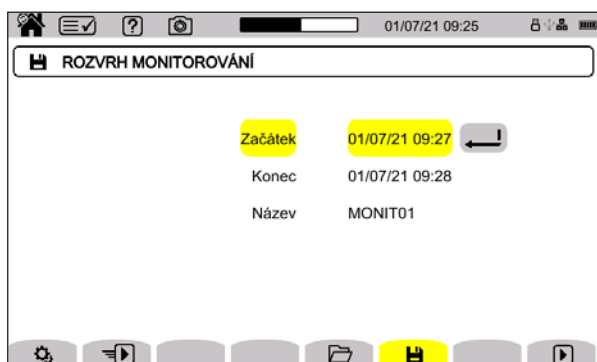 01/07/21 09:25
ROZVRH MONITOROVÁNÍ
Začátek 01/07/21 09:27
Konec 01/07/21 09:28
Název MONIT01